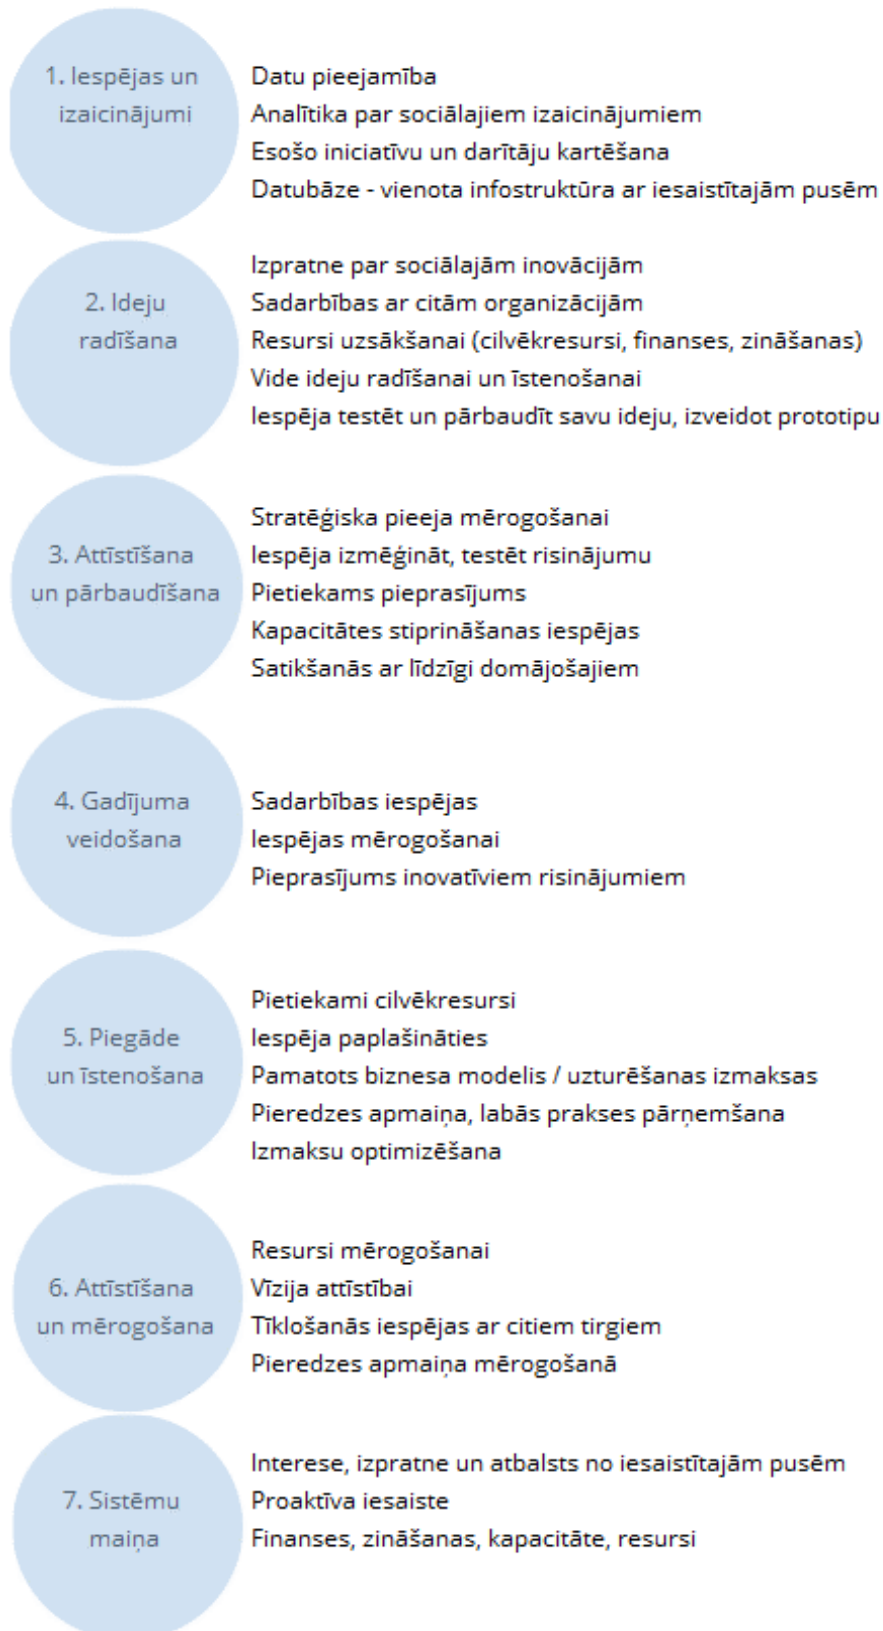 1. Iespējas un
izaicinājumi
Datu pieejamība
Analītika par sociālajiem izaicinājumiem
Esošo iniciatīvu un darītāju kartēšana
Datubāze - vienota infostruktūra ar iesaistītajām pusēm
2. Ideju
radīšana
Izpratne par sociālajām inovācijām
Sadarbības ar citām organizācijām
Resursi uzsākšanai (cilvēkresursi, finanses, zināšanas)
Vide ideju radīšanai un īstenošanai
Iespēja testēt un pārbaudīt savu ideju, izveidot prototipu
3. Attīstīšana
un pārbaudīšana
Stratēģiska pieeja mērogošanai
Iespēja izmēģināt, testēt risinājumu
Pietiekams pieprasījums
Kapacitātes stiprināšanas iespējas
Satikšanās ar līdzīgi domājošajiem
4. Gadījuma
veidošana
Sadarbības iespējas
Iespējas mērogošanai
Pieprasījums inovatīviem risinājumiem
5. Piegāde
un īstenošana
Pietiekami cilvēkresursi
Iespēja paplašināties
Pamatots biznesa modelis / uzturēšanas izmaksas
Pieredzes apmaiņa, labās prakses pārņemšana
Izmaksu optimizēšana
6. Attīstīšana
un mērogošana
Resursi mērogošanai
Vīzija attīstībai
Tīklošanās iespējas ar citiem tirgiem
Pieredzes apmaiņa mērogošanā
7. Sistēmu
maiņa
Interese, izpratne un atbalsts no iesaistītajām pusēm
Proaktīva iesaiste
Finanses, zināšanas, kapacitāte, resursi